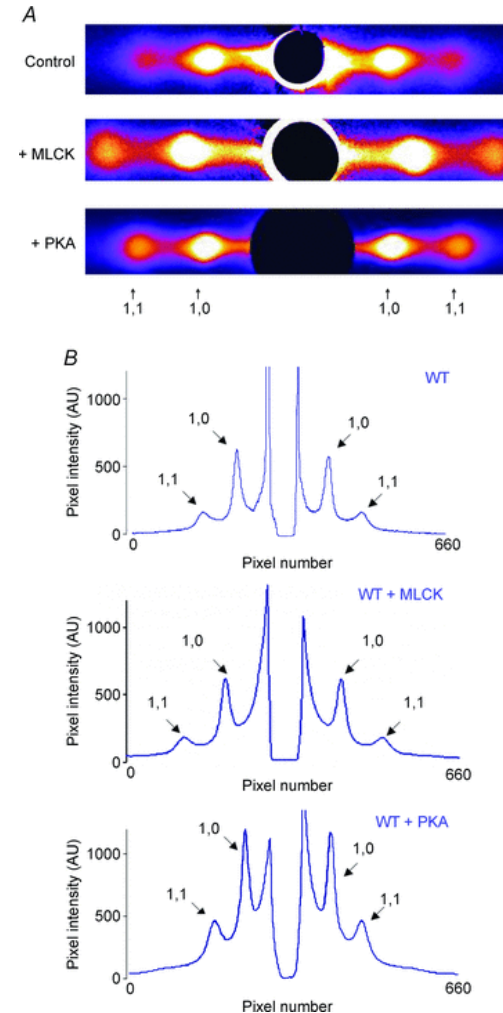 A
Control
+ MLCK
+ PKA
↑ ↑ ↑ ↑
1,1 1,0 1,0 1,1
B
WT
1000
1,0 1,0
500
1,1 1,1
0
0 660
Pixel intensity (AU)
Pixel number
WT + MLCK
1000
1,0 1,0
500
1,1 1,1
0
0 660
Pixel intensity (AU)
Pixel number
WT + PKA
1,0
1000
1,0
1,1 1,1
500
0
0 660
Pixel intensity (AU)
Pixel number